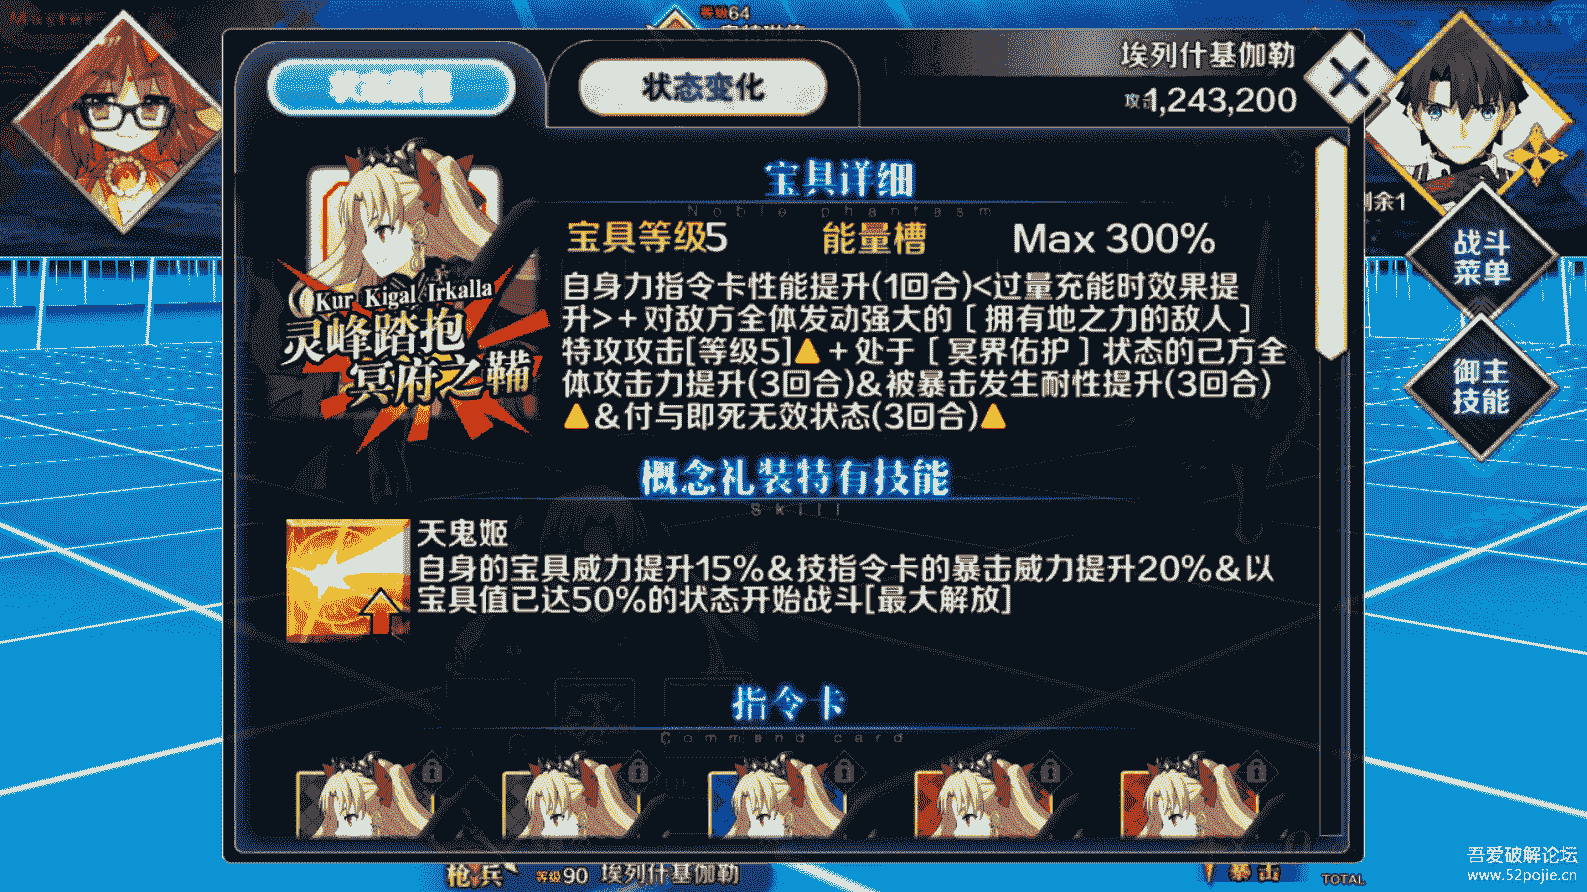 等级64
状态变化
埃列什基伽勒
攻击1,243,200
宝具详细
Noble phantasm
宝具等级5 能量槽 Max 300%
自身力指令卡性能提升(1回合)<过量充能时效果提
升>+对敌方全体发动强大的[拥有地之力的敌人]
特攻攻击[等级5]▲+处于[冥界佑护]状态的己方全
体攻击力提升(3回合)&被暴击发生耐性提升(3回合)
▲&付与即死无效状态(3回合)▲
Kur Kigal Irkalla
灵峰踏抱
冥府之鞴
概念礼装特有技能
Skill
天鬼姬
自身的宝具威力提升15%&技指令卡的暴击威力提升20%&以
宝具值已达50%的状态开始战斗[最大解放]
指令卡
Command card
剩余1
战斗
菜单
御主
技能
枪兵 等级90 埃列什基伽勒
暴击
TOTAL
吾爱破解论坛
www.52pojie.cn